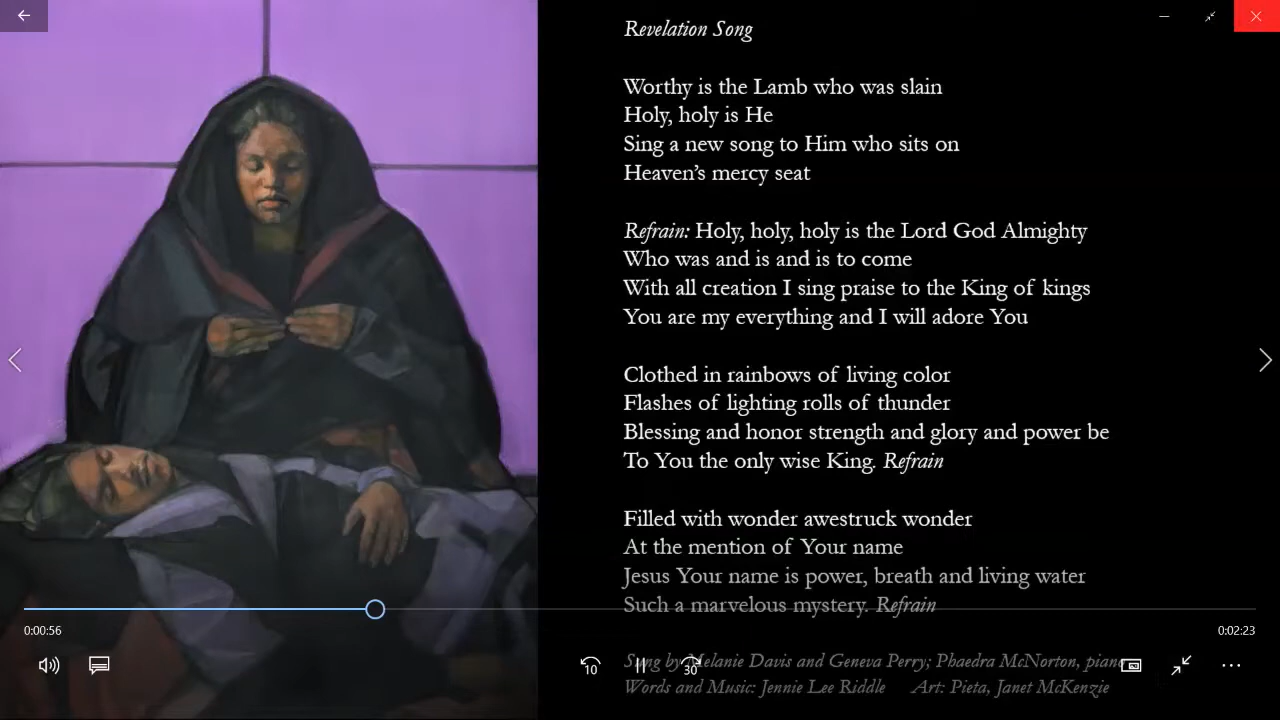 Revelation Song
Worthy is the Lamb who was slain
Holy, holy is He
Sing a new song to Him who sits on
Heaven's mercy seat
Refrain: Holy, holy, holy is the Lord God Almighty
Who was and is and is to come
With all creation I sing praise to the King of kings
You are my everything and I will adore You
Clothed in rainbows of living color
Flashes of lighting rolls of thunder
Blessing and honor strength and glory and power be
To You the only wise King. Refrain
Filled with wonder awestruck wonder
At the mention of Your name
Jesus Your name is power, breath and living water
Such a marvelous mystery. Refrain
0:00:56
0:02:23
Sung by Melanie Davis and Geneva Perry; Phaedra McNorton, piano
10
30
Words and Music: Jennie Lee Riddle Art: Pieta, Janet McKenzie